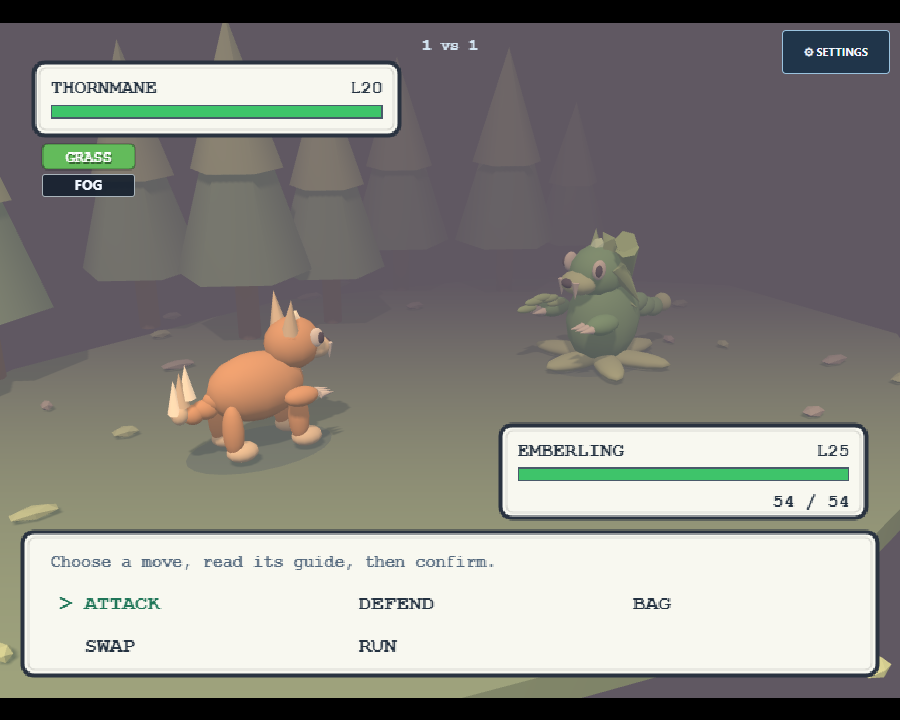 1 vs 1
⚙ SETTINGS
THORNMANE L20
GRASS
FOG
EMBERLING L25
54 / 54
Choose a move, read its guide, then confirm.
> ATTACK DEFEND BAG
SWAP RUN